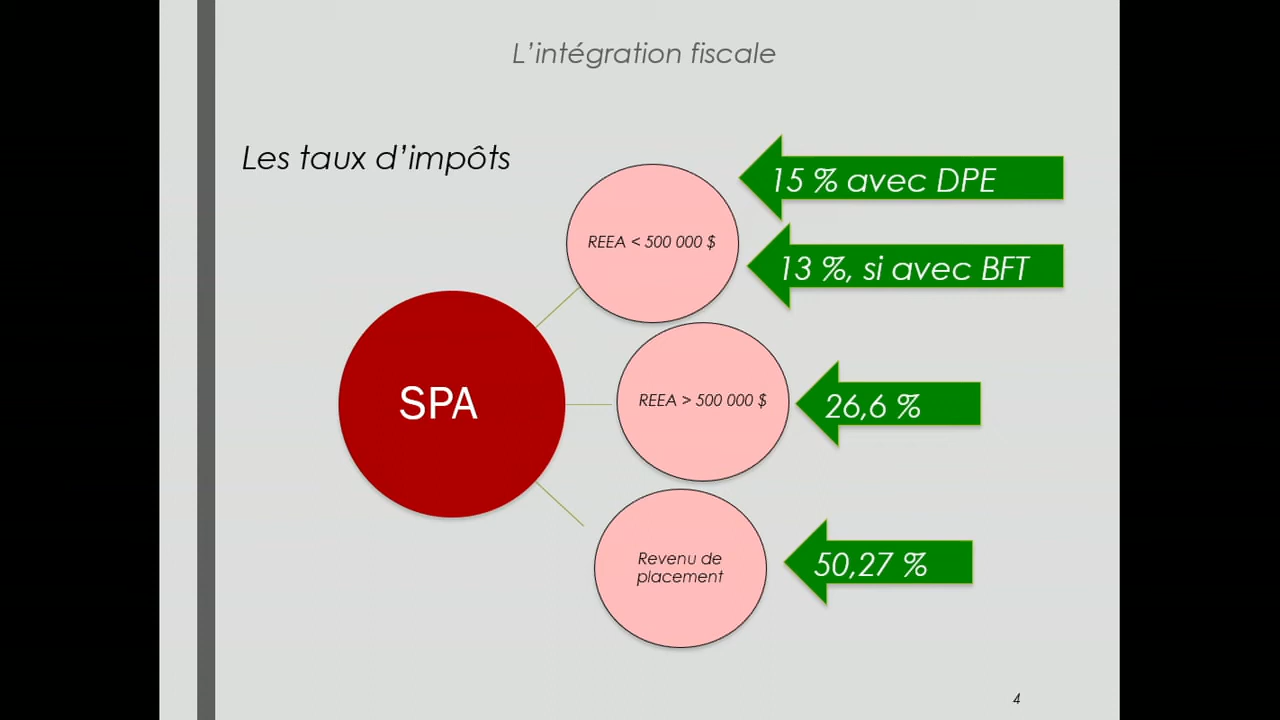 L’intégration fiscale
Les taux d’impôts
15 % avec DPE
REEA < 500 000 $
13 %, si avec BFT
SPA
REEA > 500 000 $
26,6 %
Revenu de
placement
50,27 %
4